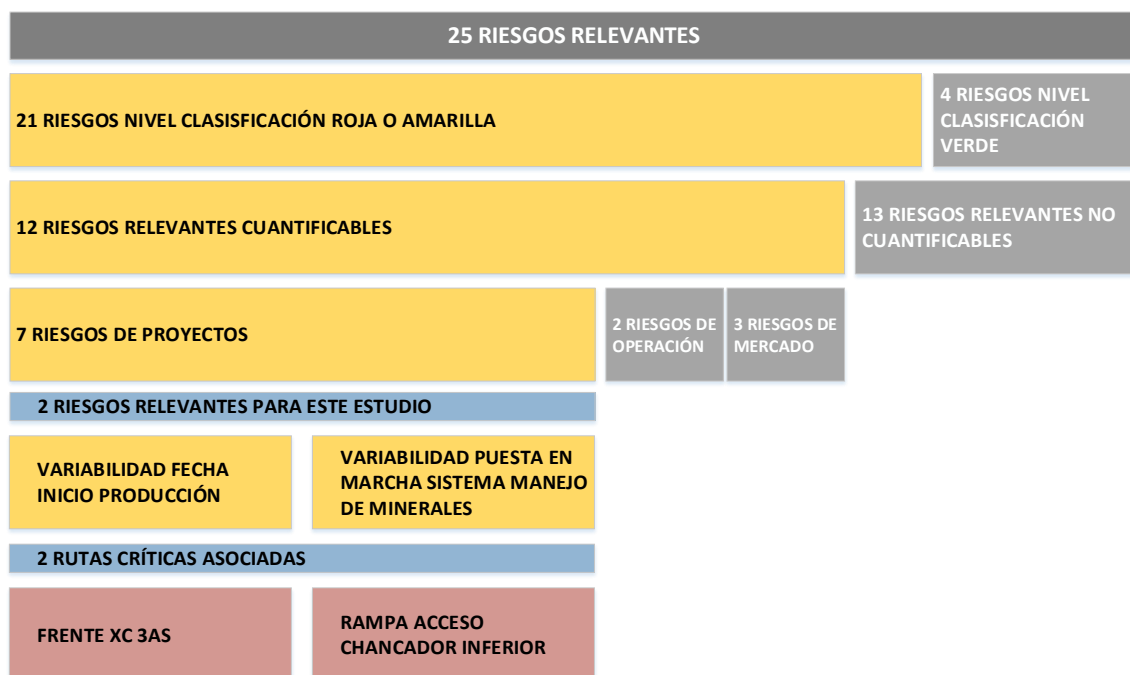 25 RIESGOS RELEVANTES
21 RIESGOS NIVEL CLASISFICACIÓN ROJA O AMARILLA
4 RIESGOS NIVEL
CLASISFICACIÓN
VERDE
12 RIESGOS RELEVANTES CUANTIFICABLES
13 RIESGOS RELEVANTES NO
CUANTIFICABLES
7 RIESGOS DE PROYECTOS
2 RIESGOS DE
OPERACIÓN
3 RIESGOS DE
MERCADO
2 RIESGOS RELEVANTES PARA ESTE ESTUDIO
VARIABILIDAD FECHA
INICIO PRODUCCIÓN
VARIABILIDAD PUESTA EN
MARCHA SISTEMA MANEJO
DE MINERALES
2 RUTAS CRÍTICAS ASOCIADAS
FRENTE XC 3AS
RAMPA ACCESO
CHANCADOR INFERIOR